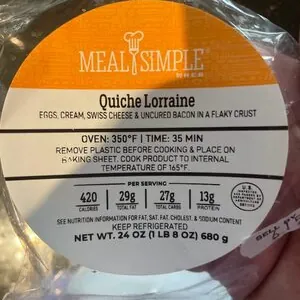 MEAL SIMPLE
BY H-E-B
Quiche Lorraine
EGGS, CREAM, SWISS CHEESE & UNCURED BACON IN A FLAKY CRUST
OVEN: 350°F | TIME: 35 MIN
REMOVE PLASTIC BEFORE COOKING & PLACE ON
BAKING SHEET. COOK PRODUCT TO INTERNAL
TEMPERATURE OF 165°F.
PER SERVING
420 29g 27g 13g
CALORIES TOTAL FAT TOTAL CARBS PROTEIN
SEE NUTRITION INFORMATION FOR FAT, SAT. FAT, CHOLEST. & SODIUM CONTENT
KEEP REFRIGERATED
NET WT. 24 OZ (1 LB 8 OZ) 680 g
U.S.
SELL